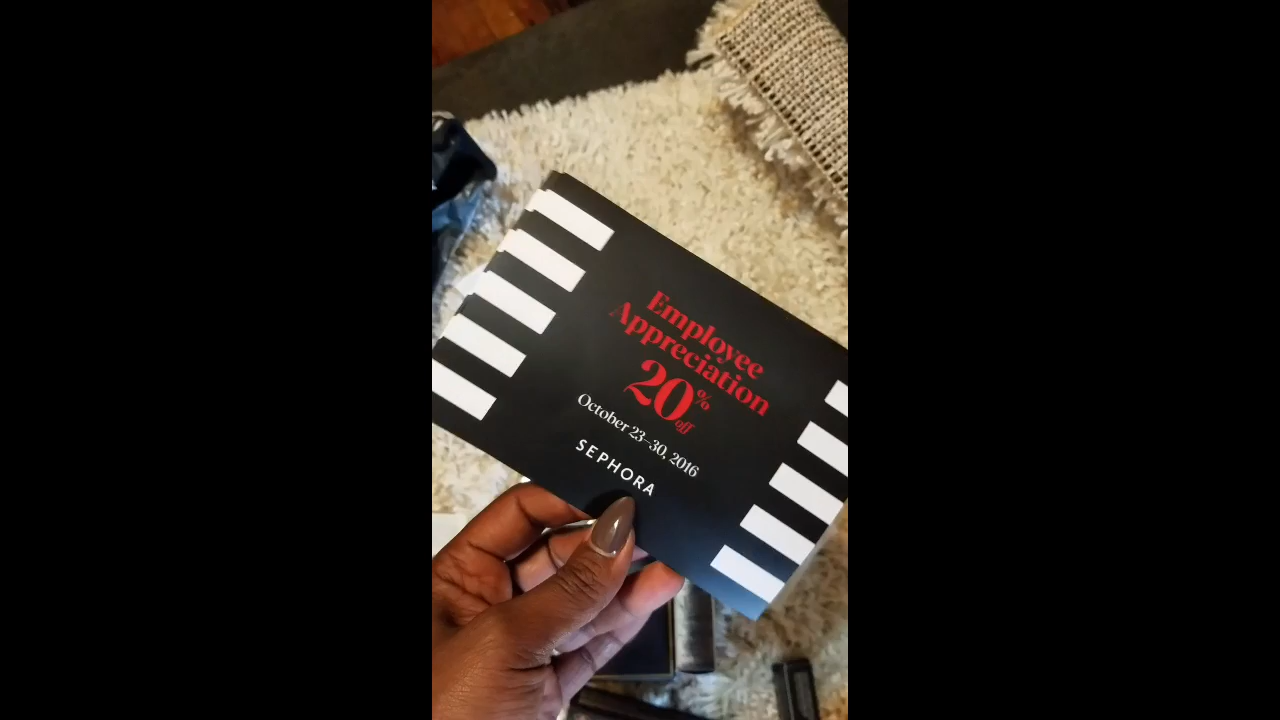 Employee
Appreciation
20%
off
October 23–30, 2016
SEPHORA